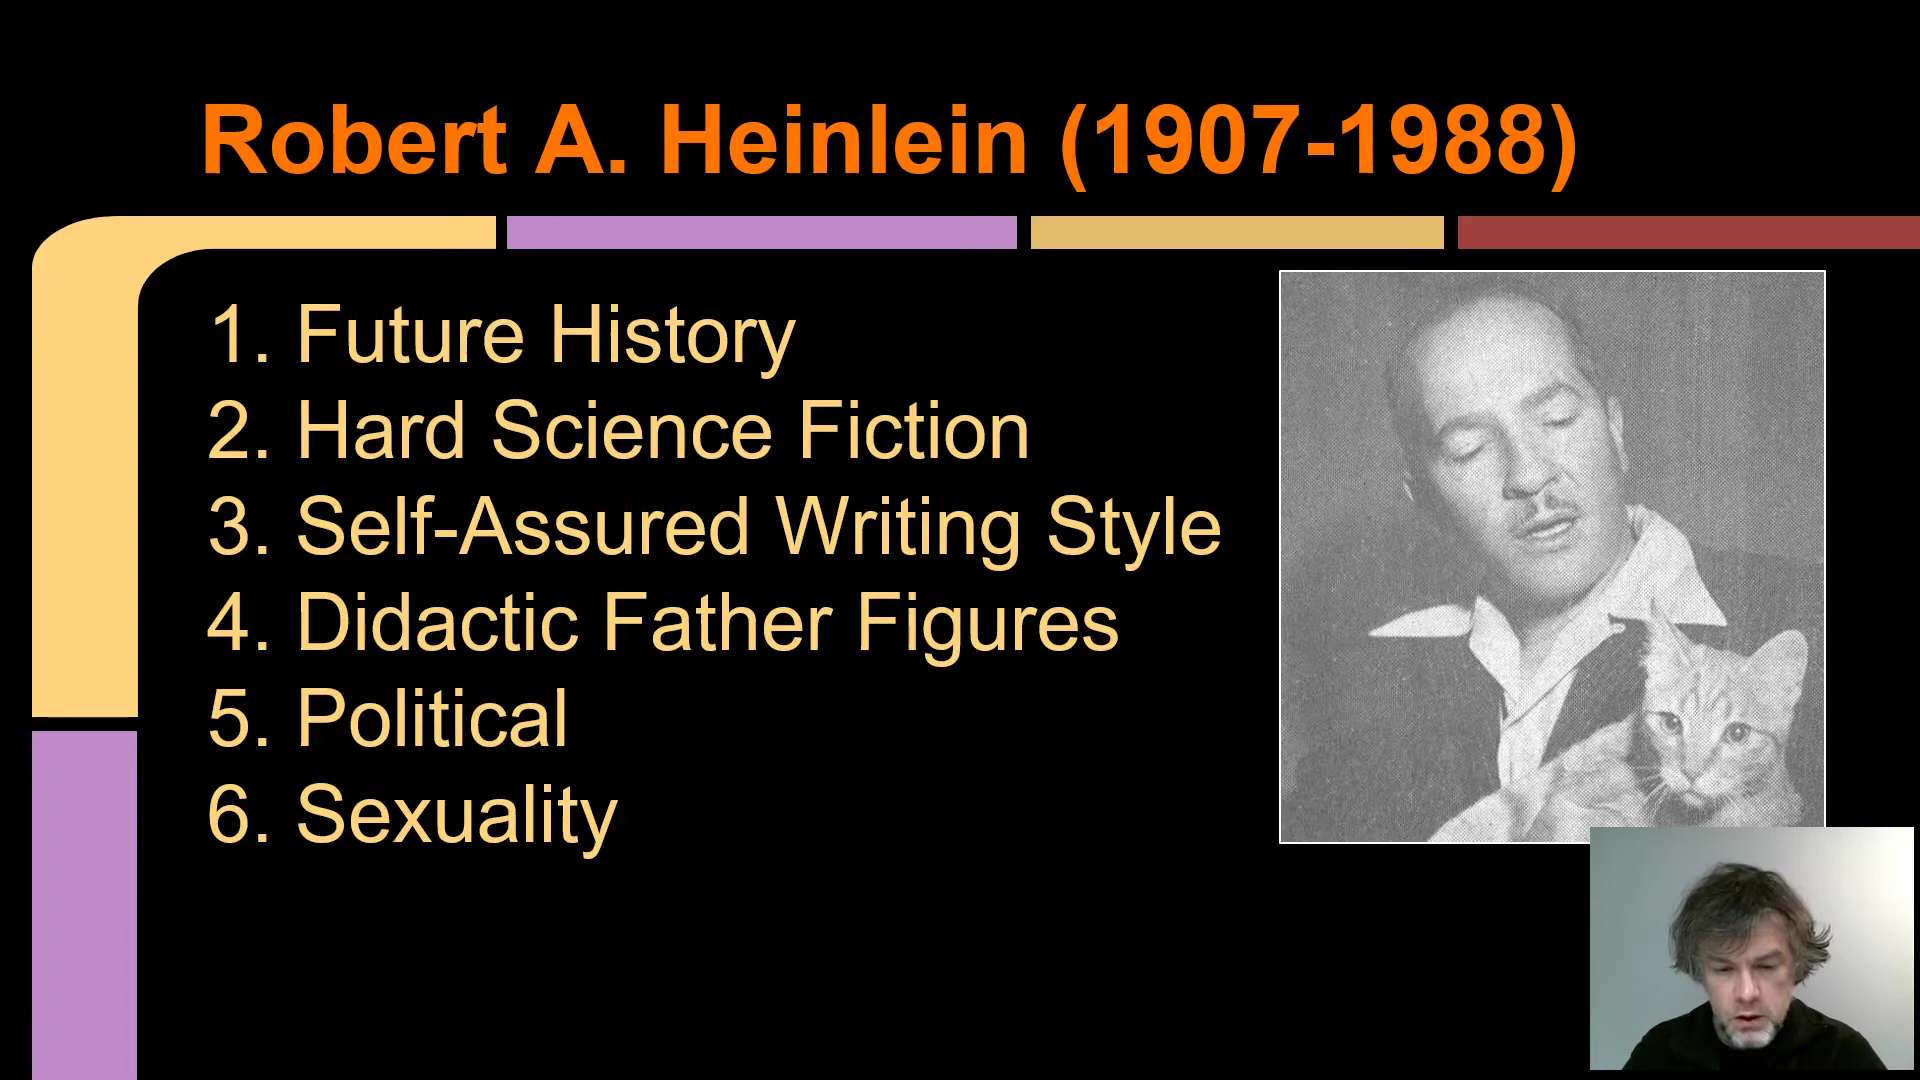 Robert A. Heinlein (1907-1988)
1. Future History
2. Hard Science Fiction
3. Self-Assured Writing Style
4. Didactic Father Figures
5. Political
6. Sexuality